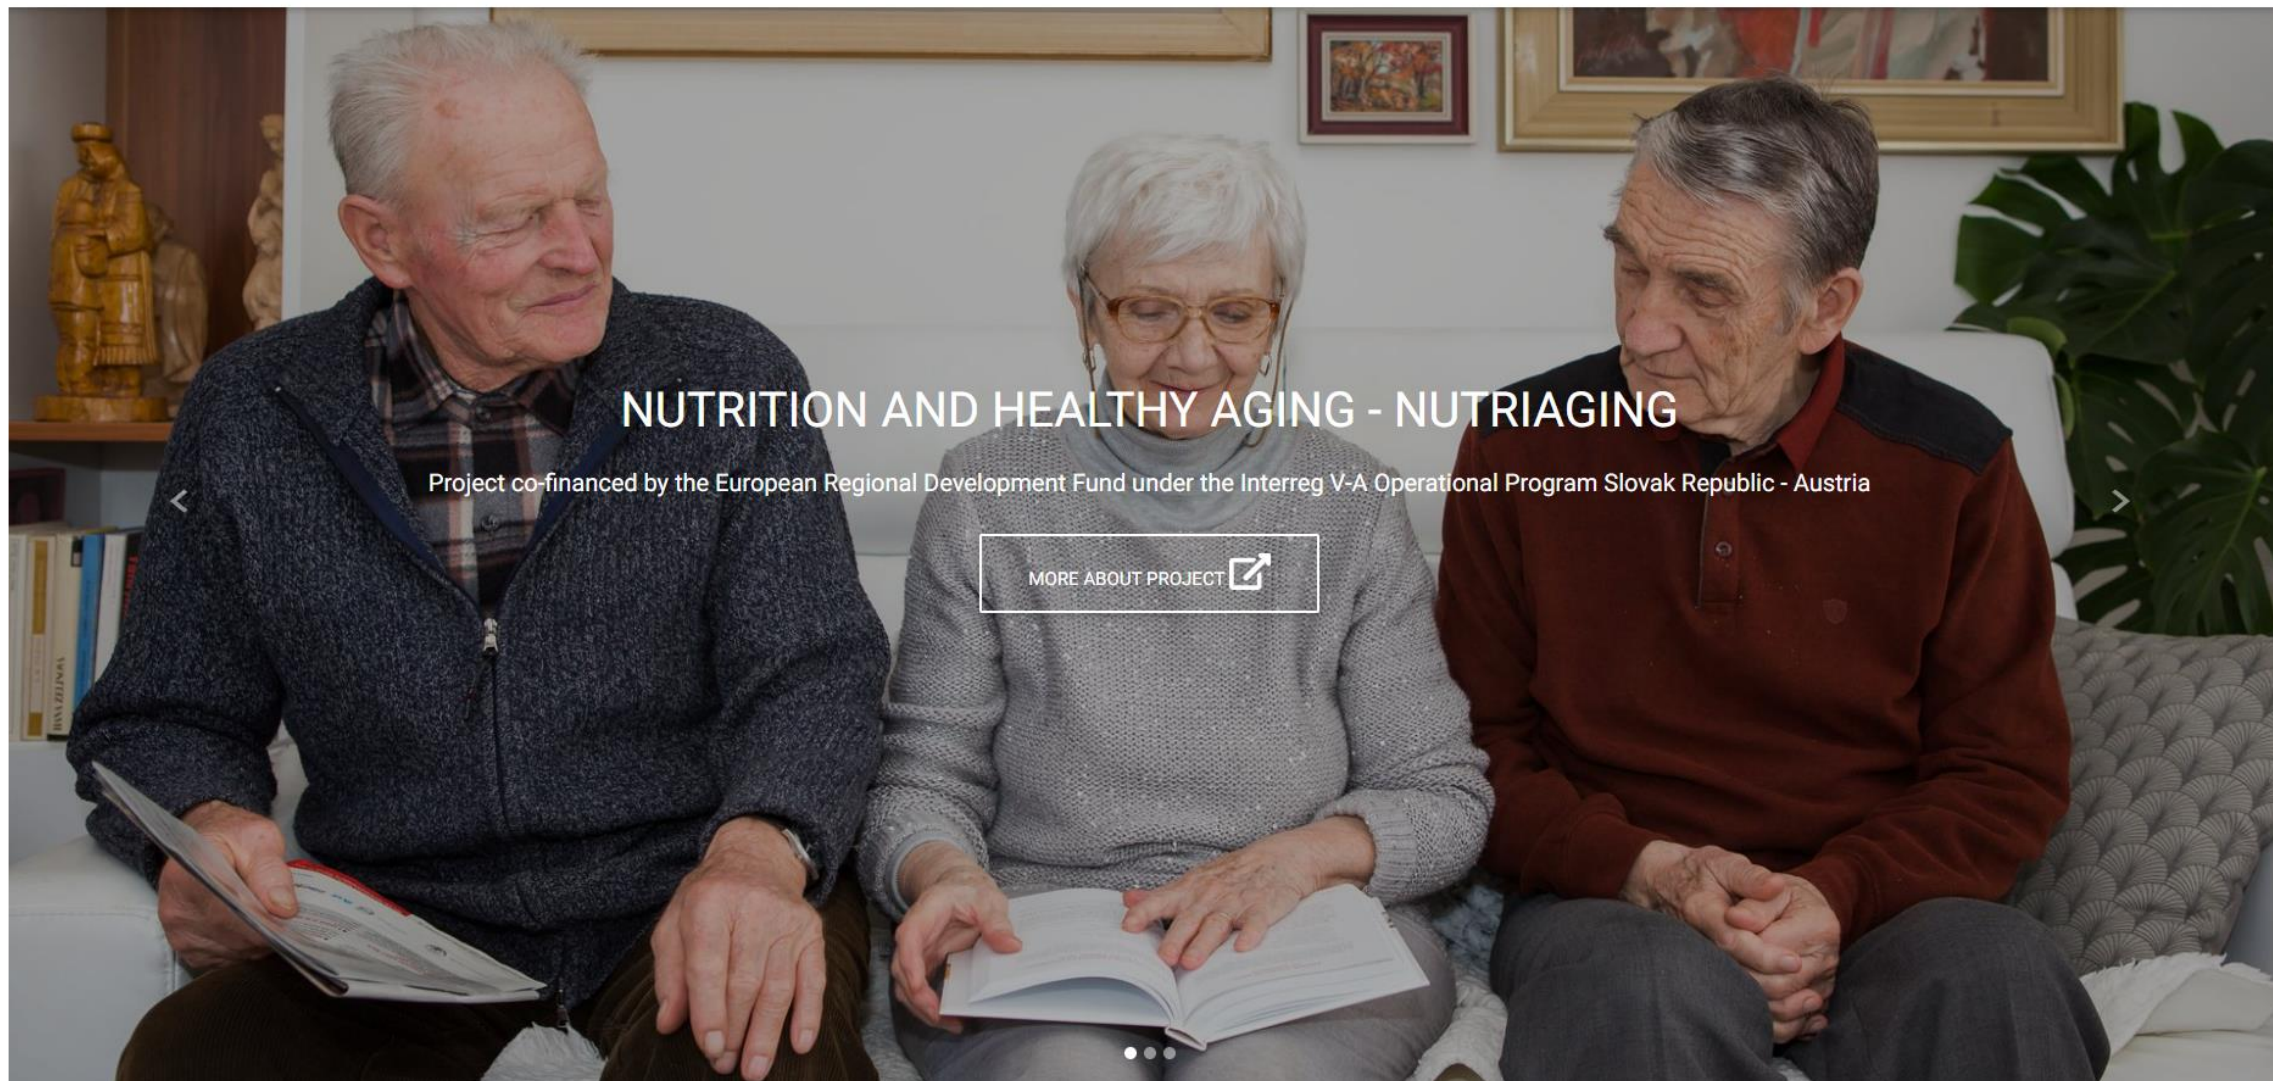 NUTRITION AND HEALTHY AGING - NUTRIAGING
Project co-financed by the European Regional Development Fund under the Interreg V-A Operational Program Slovak Republic - Austria
MORE ABOUT PROJECT